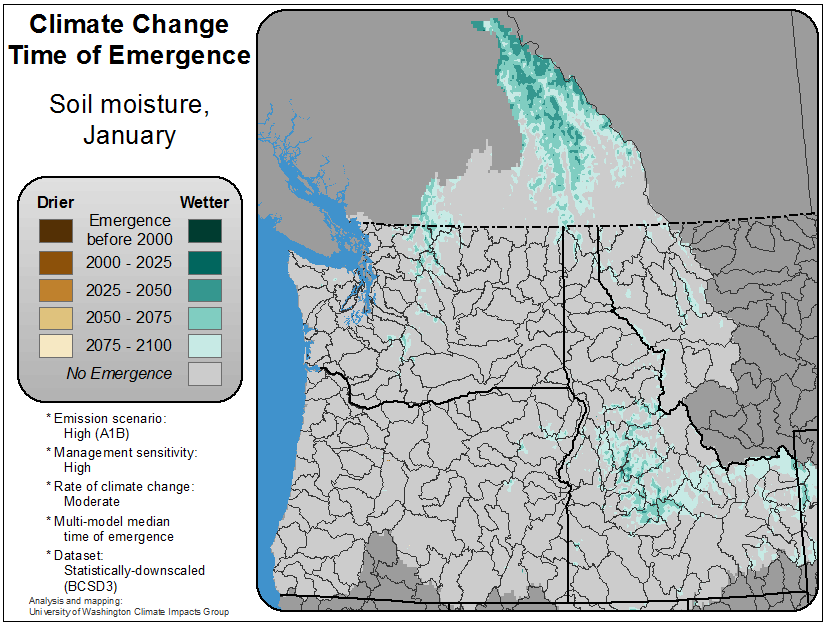 Climate Change
Time of Emergence
Soil moisture,
January
Drier Wetter
Emergence
before 2000
2000 - 2025
2025 - 2050
2050 - 2075
2075 - 2100
No Emergence
* Emission scenario:
High (A1B)
* Management sensitivity:
High
* Rate of climate change:
Moderate
* Multi-model median
time of emergence
* Dataset:
Statistically-downscaled
(BCSD3)
Analysis and mapping:
University of Washington Climate Impacts Group